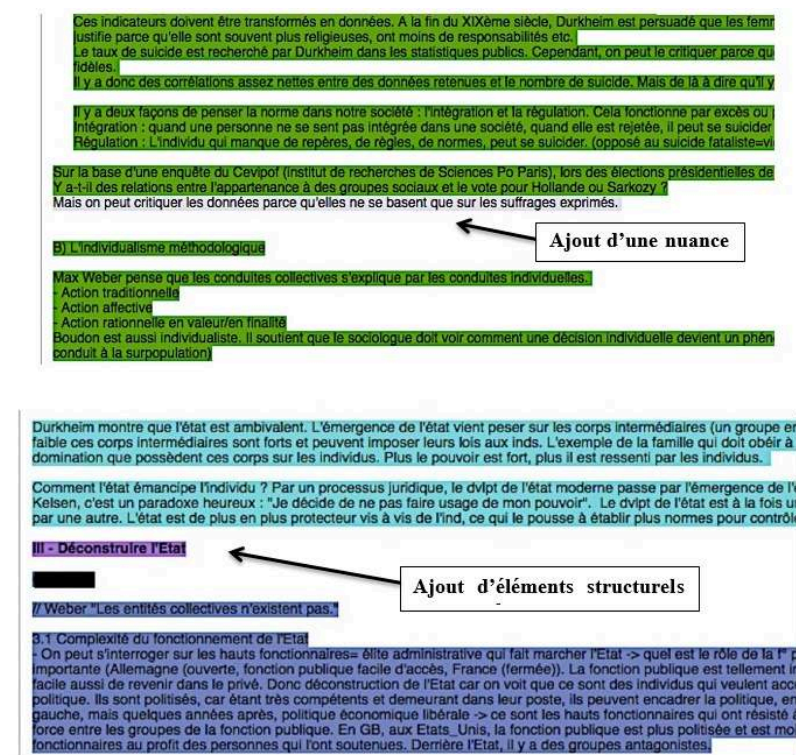 Ces indicateurs doivent être transformés en données. A la fin du XIXème siècle, Durkheim est persuadé que les
justifie parce qu'elle sont souvent plus religieuses, ont moins de responsabilités etc.
Le taux de suicide est recherché par Durkheim dans les statistiques publics. Cependant, on peut le critiquer parce
fidèles.
Il y a donc des corrélations assez nettes entre des données retenues et le nombre de suicide. Mais de là à dire qu'il y
Il y a deux façons de penser la norme dans notre société : l'intégration et la régulation. Cela fonctionne par excès ou
Intégration : quand une personne ne se sent pas intégrée dans une société, quand elle est rejetée, il peut se suicider
Régulation : L'individu qui manque de repères, de règles, de normes, peut se suicider. (opposé au suicide
Sur la base d'une enquête du Cevipof (institut de recherches de Sciences Po Paris), lors des élections présidentielles de
Y a-t-il des relations entre l'appartenance à des groupes sociaux et le vote pour Hollande ou Sarkozy ?
Mais on peut critiquer les données parce qu'elles ne se basent que sur les suffrages exprimés.
Ajout d'une nuance
B) L'individualisme méthodologique
Max Weber pense que les conduites collectives s'explique par les conduites individuelles.
- Action traditionnelle
- Action affective
- Action rationnelle en valeur/en finalité
Boudon est aussi individualiste. Il soutient que le sociologue doit voir comment une décision individuelle devient un
conduit à la surpopulation)
Durkheim montre que l'état est ambivalent. L'émergence de l'état vient peser sur les corps intermédiaires (un groupe
faible ces corps intermédiaires sont forts et peuvent imposer leurs lois aux inds. L'exemple de la famille qui doit obéir à
domination que possèdent ces corps sur les individus. Plus le pouvoir est fort, plus il est ressenti par les individus.
Comment l'état émancipe l'individu ? Par un processus juridique, le dvlpt de l'état moderne passe par l'émergence de
Kelsen, c'est un paradoxe heureux : "Je décide de ne pas faire usage de mon pouvoir". Le dvlpt de l'état est à la fois
par une autre. L'état est de plus en plus protecteur vis à vis de l'ind, ce qui le pousse à établir plus normes pour
III - Déconstruire l'Etat
Ajout d'éléments structurels
// Weber "Les entités collectives n'existent pas."
3.1 Complexité du fonctionnement de l'Etat
- On peut s'interroger sur les hauts fonctionnaires= élite administrative qui fait marcher l'Etat -> quel est le rôle de la f°
importante (Allemagne (ouverte, fonction publique facile d'accès, France (fermée)). La fonction publique est tellement
facile aussi de revenir dans le privé. Donc déconstruction de l'Etat car on voit que ce sont des individus qui veulent
politique. Ils sont politisés, car étant très compétents et demeurant dans leur poste, ils peuvent encadrer la politique,
gauche, mais quelques années après, politique économique libérale -> ce sont les hauts fonctionnaires qui ont résisté
force entre les groupes de la fonction publique. En GB, aux Etats_Unis, la fonction publique est plus politisée et est
fonctionnaires au profit des personnes qui l'ont soutenues. Derrière l'Etat, il y a des groupes antagonistes.